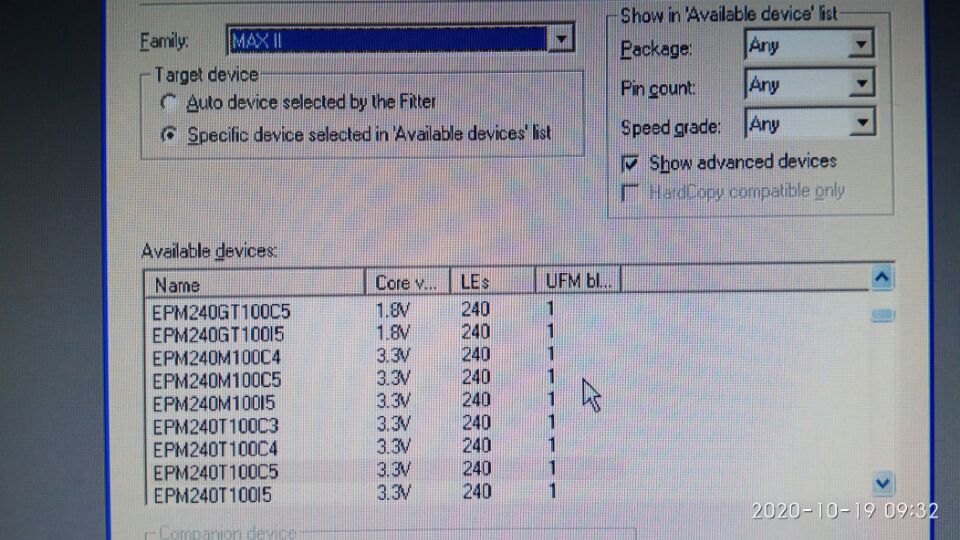 Family: MAX II
Target device
Auto device selected by the Fitter
Specific device selected in 'Available devices' list
Show in 'Available device' list
Package: Any
Pin count: Any
Speed grade: Any
Show advanced devices
HardCopy compatible only
Available devices:
Name Core v... LEs UFM bl...
EPM240GT100C5 1.8V 240 1
EPM240GT100I5 1.8V 240 1
EPM240M100C4 3.3V 240 1
EPM240M100C5 3.3V 240 1
EPM240M100I5 3.3V 240 1
EPM240T100C3 3.3V 240 1
EPM240T100C4 3.3V 240 1
EPM240T100C5 3.3V 240 1
EPM240T100I5 3.3V 240 1
Companion device
2020-10-19 09:32